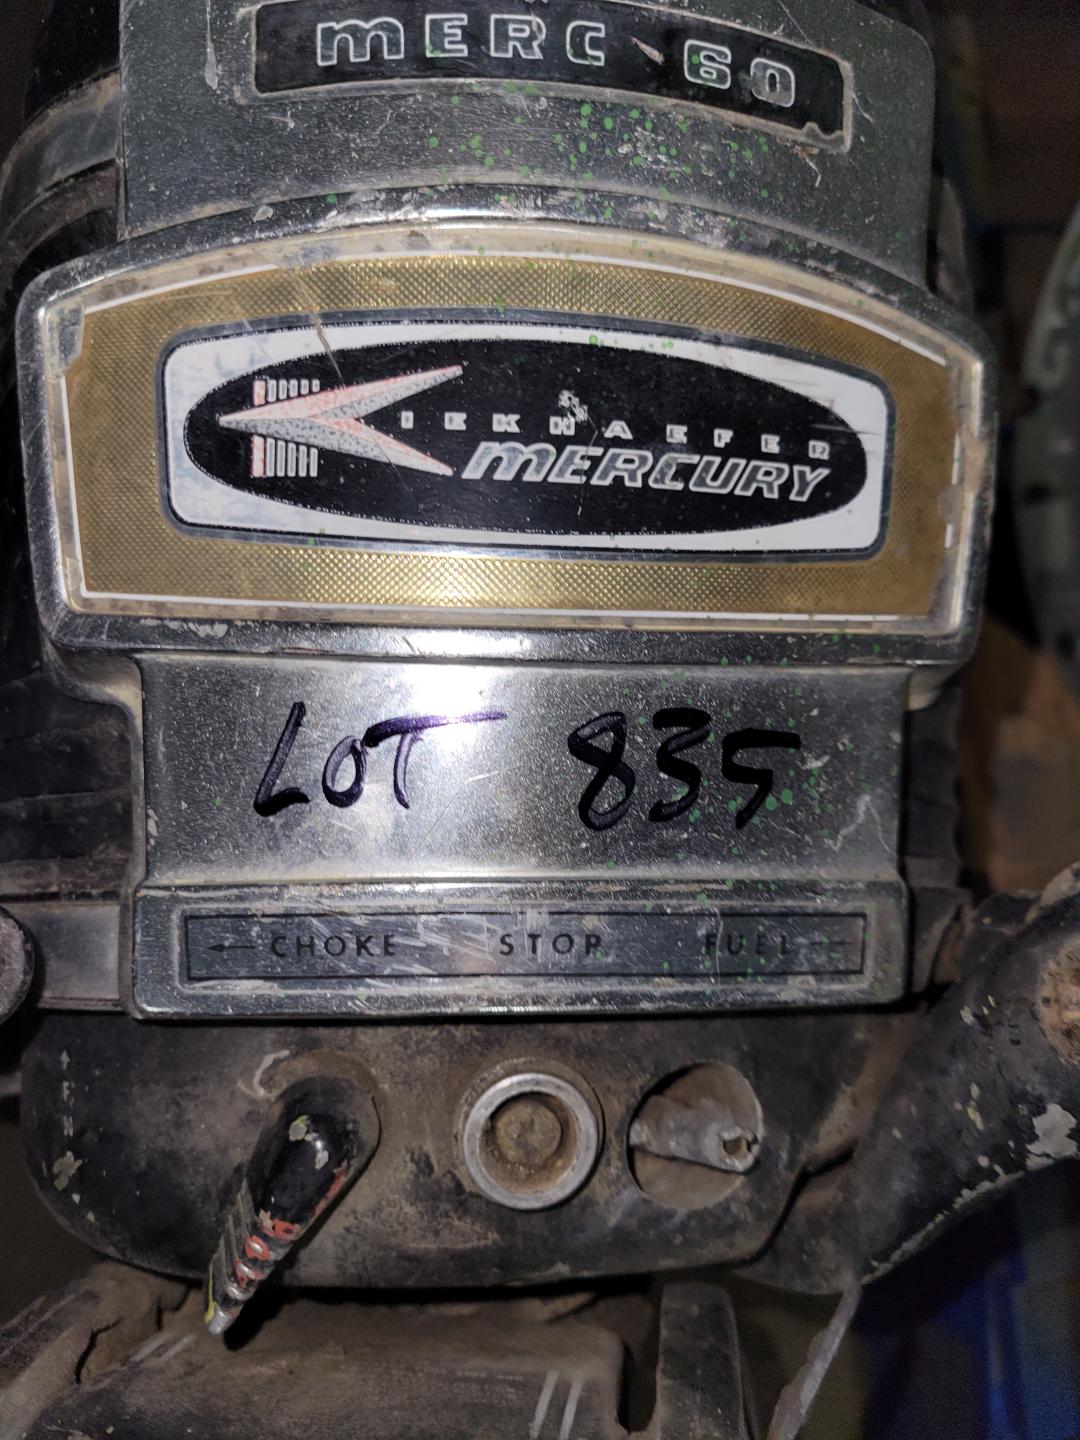 MERC 60
KIEKHAEFER
MERCURY
LOT 835
← CHOKE STOP FUEL